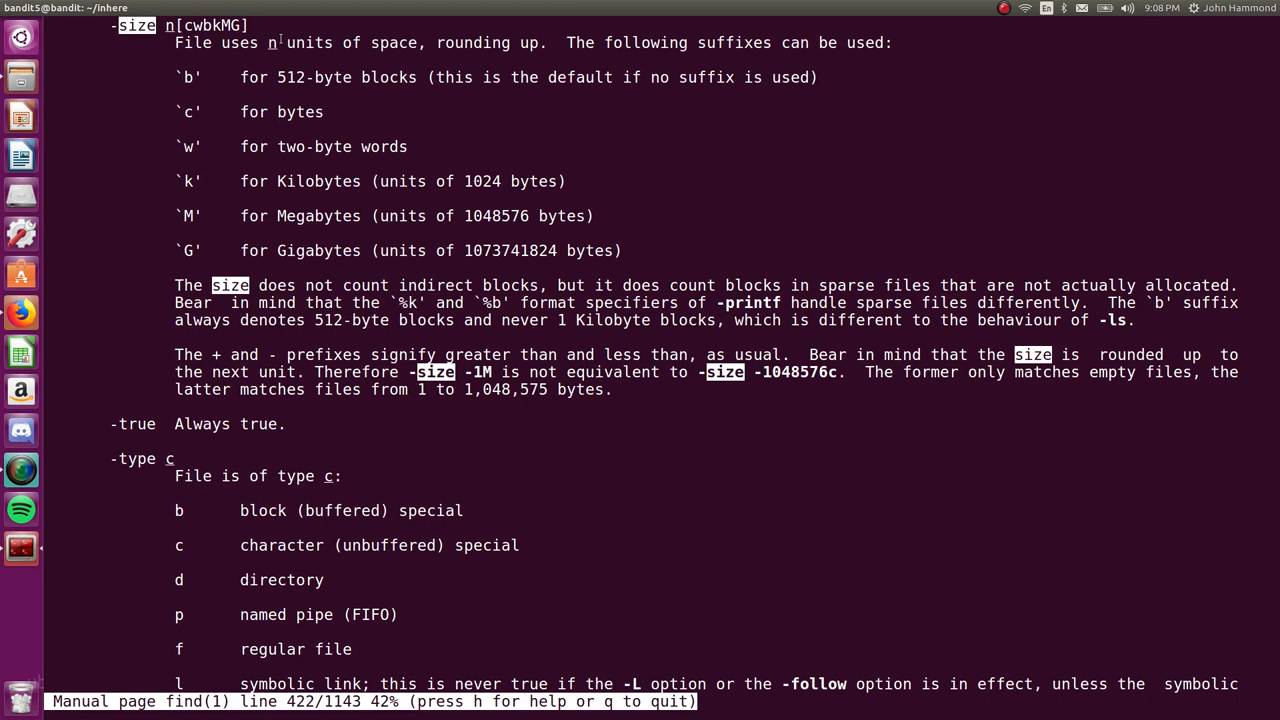 bandit5@bandit: ~/inhere
En
9:08 PM
John Hammond
-size n[cwbkMG]
File uses n units of space, rounding up.  The following suffixes can be used:
`b'    for 512-byte blocks (this is the default if no suffix is used)
`c'    for bytes
`w'    for two-byte words
`k'    for Kilobytes (units of 1024 bytes)
`M'    for Megabytes (units of 1048576 bytes)
`G'    for Gigabytes (units of 1073741824 bytes)
The size does not count indirect blocks, but it does count blocks in sparse files that are not actually allocated.
Bear  in mind that the `%k' and `%b' format specifiers of -printf handle sparse files differently.  The `b' suffix
always denotes 512-byte blocks and never 1 Kilobyte blocks, which is different to the behaviour of -ls.
The + and - prefixes signify greater than and less than, as usual.  Bear in mind that the size is  rounded  up  to
the next unit. Therefore -size -1M is not equivalent to -size -1048576c.  The former only matches empty files, the
latter matches files from 1 to 1,048,575 bytes.
-true  Always true.
-type c
File is of type c:
b      block (buffered) special
c      character (unbuffered) special
d      directory
p      named pipe (FIFO)
f      regular file
l      symbolic link; this is never true if the -L option or the -follow option is in effect, unless the  symbolic
Manual page find(1) line 422/1143 42% (press h for help or q to quit)